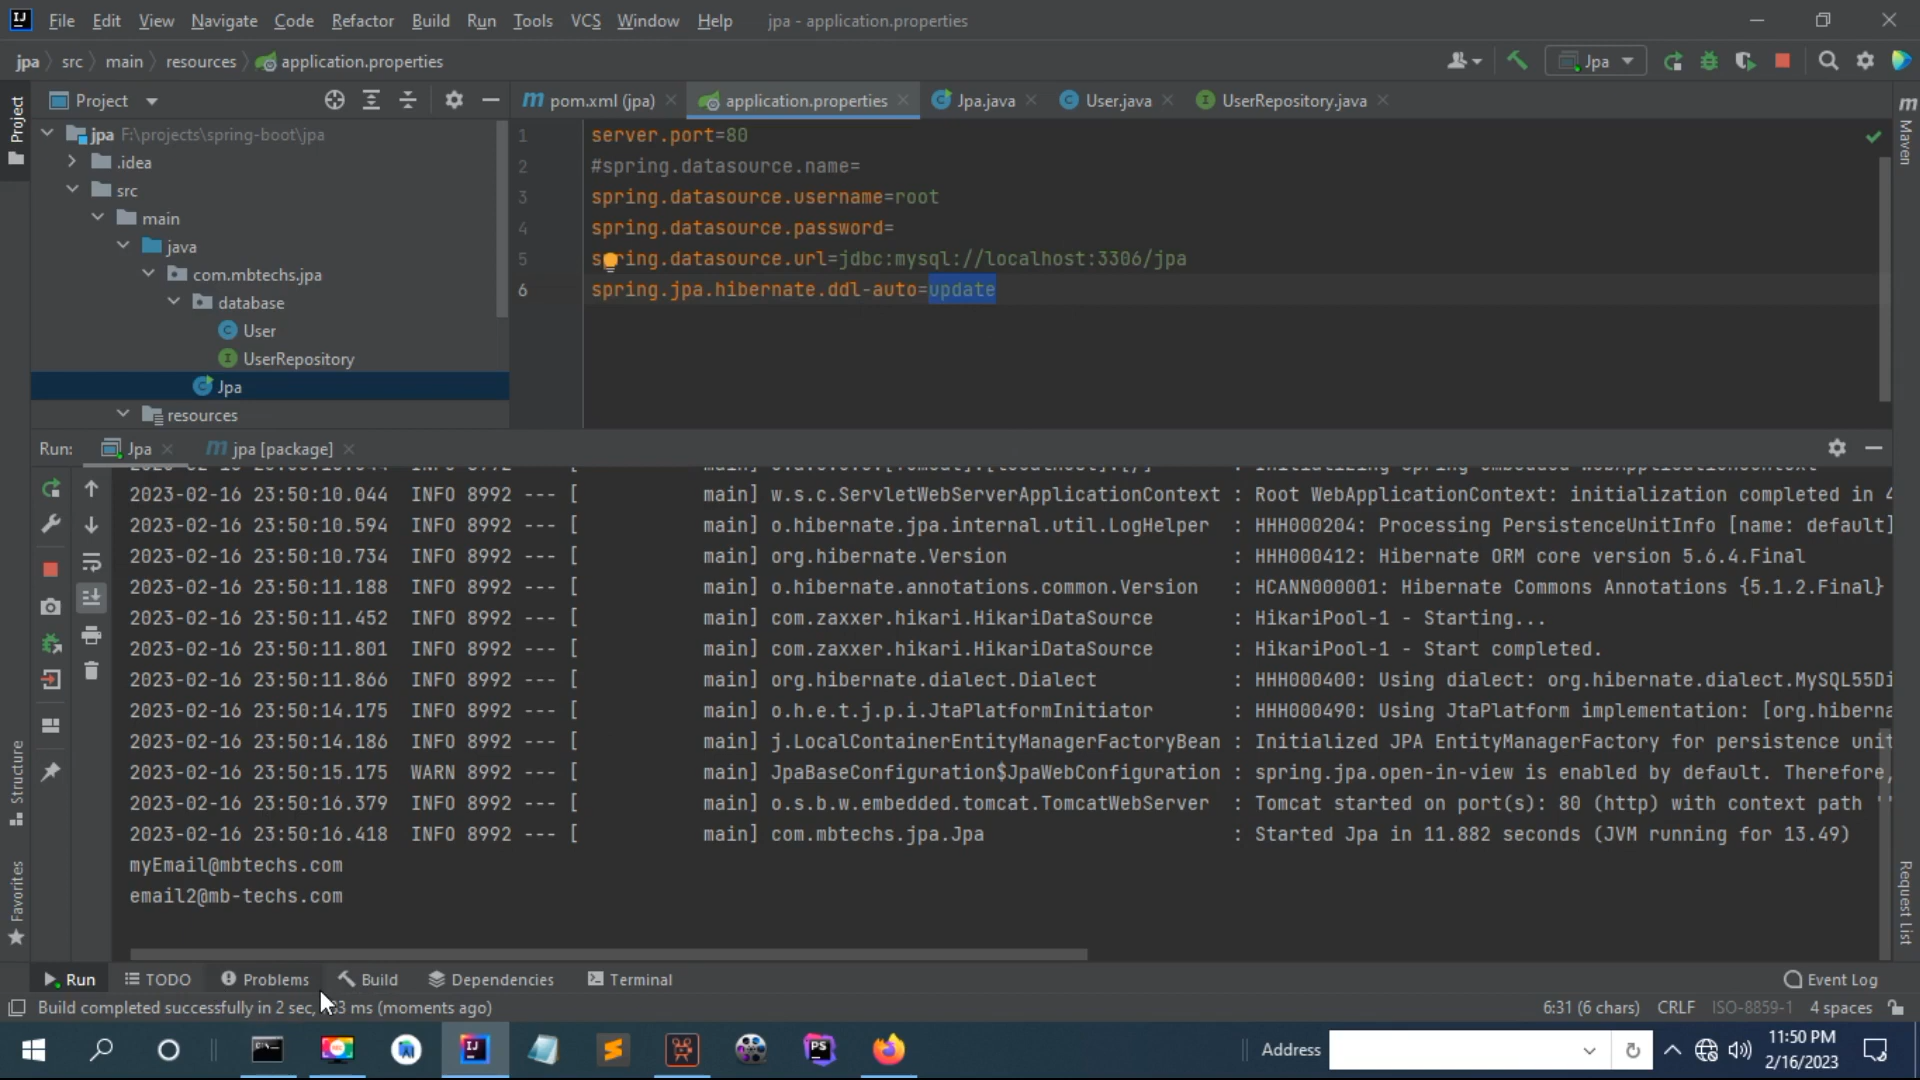 File Edit View Navigate Code Refactor Build Run Tools VCS Window Help jpa - application.properties
jpa src main resources application.properties Jpa
Project pom.xml (jpa) application.properties Jpa.java User.java UserRepository.java
Project
Maven
jpa F:\projects\spring-boot\jpa
.idea
src
main
java
com.mbtechs.jpa
database
User
UserRepository
Jpa
resources
1 server.port=80
2 #spring.datasource.name=
3 spring.datasource.username=root
4 spring.datasource.password=
5 spring.datasource.url=jdbc:mysql://localhost:3306/jpa
6 spring.jpa.hibernate.ddl-auto=update
Run: Jpa jpa [package]
2023-02-16 23:50:10.044 INFO 8992 --- [ main] w.s.c.ServletWebServerApplicationContext : Root WebApplicationContext: initialization completed in 4
2023-02-16 23:50:10.594 INFO 8992 --- [ main] o.hibernate.jpa.internal.util.LogHelper : HHH000204: Processing PersistenceUnitInfo [name: default]
2023-02-16 23:50:10.734 INFO 8992 --- [ main] org.hibernate.Version : HHH000412: Hibernate ORM core version 5.6.4.Final
2023-02-16 23:50:11.188 INFO 8992 --- [ main] o.hibernate.annotations.common.Version : HCANN000001: Hibernate Commons Annotations {5.1.2.Final}
2023-02-16 23:50:11.452 INFO 8992 --- [ main] com.zaxxer.hikari.HikariDataSource : HikariPool-1 - Starting...
2023-02-16 23:50:11.801 INFO 8992 --- [ main] com.zaxxer.hikari.HikariDataSource : HikariPool-1 - Start completed.
2023-02-16 23:50:11.866 INFO 8992 --- [ main] org.hibernate.dialect.Dialect : HHH000400: Using dialect: org.hibernate.dialect.MySQL55Di
2023-02-16 23:50:14.175 INFO 8992 --- [ main] o.h.e.t.j.p.i.JtaPlatformInitiator : HHH000490: Using JtaPlatform implementation: [org.hiberna
2023-02-16 23:50:14.186 INFO 8992 --- [ main] j.LocalContainerEntityManagerFactoryBean : Initialized JPA EntityManagerFactory for persistence unit
2023-02-16 23:50:15.175 WARN 8992 --- [ main] JpaBaseConfiguration$JpaWebConfiguration : spring.jpa.open-in-view is enabled by default. Therefore,
2023-02-16 23:50:16.379 INFO 8992 --- [ main] o.s.b.w.embedded.tomcat.TomcatWebServer : Tomcat started on port(s): 80 (http) with context path ''
2023-02-16 23:50:16.418 INFO 8992 --- [ main] com.mbtechs.jpa.Jpa : Started Jpa in 11.882 seconds (JVM running for 13.49)
myEmail@mbtechs.com
email2@mb-techs.com
Structure
Favorites
Request List
Run TODO Problems Build Dependencies Terminal Event Log
Build completed successfully in 2 sec, 3 ms (moments ago) 6:31 (6 chars) CRLF ISO-8859-1 4 spaces
Address 11:50 PM
2/16/2023